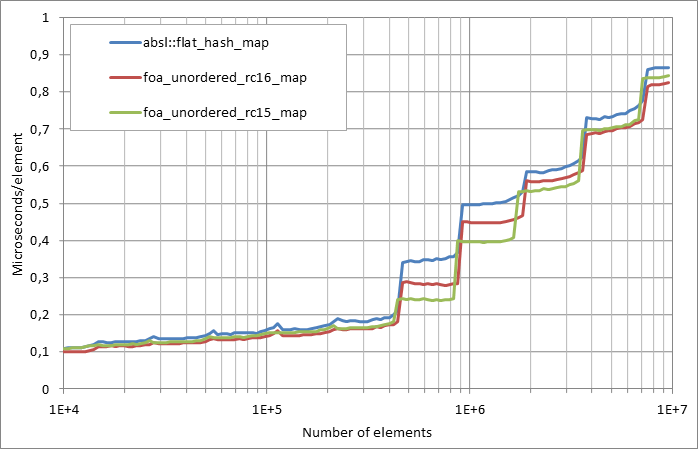 1
0,9
0,8
0,7
0,6
0,5
0,4
0,3
0,2
0,1
0
Microseconds/element
absl::flat_hash_map
foa_unordered_rc16_map
foa_unordered_rc15_map
1E+4 1E+5 1E+6 1E+7
Number of elements